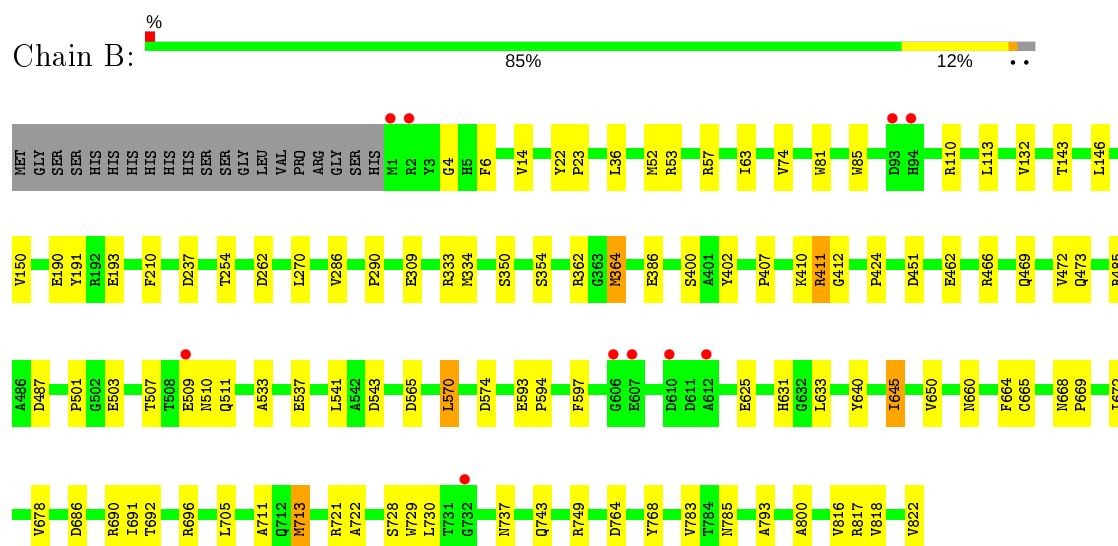 %
Chain B:
85% 12% • •
MET GLY SER SER HIS HIS HIS HIS HIS HIS SER SER GLY LEU VAL PRO ARG GLY SER HIS M1 R2 Y3 G4 H5 F6 V14 Y22 P23 L36 M52 R53 R57 I63 V74 W81 W85 D93 H94 R110 L113 V132 T143 L146
V150 E190 Y191 R192 E193 F210 D237 T254 D262 L270 V286 P290 E309 R333 M334 S350 S354 R362 G363 M364 E386 S400 A401 Y402 P407 K410 R411 G412 P424 D451 E462 R466 Q469 V472 Q473 R485
A486 D487 P501 G502 E503 T507 T508 E509 N510 Q511 A533 E537 L541 A542 D543 D565 L570 D574 E593 P594 F597 G606 E607 D610 D611 A612 E625 H631 G632 L633 Y640 I645 V650 N660 F664 C665 N668 P669
V678 D686 R690 I691 T692 R696 L705 A711 Q712 M713 R721 A722 S728 W729 L730 T731 G732 N737 Q743 R749 D764 Y768 V783 T784 N785 A793 A800 V816 R817 V818 V822